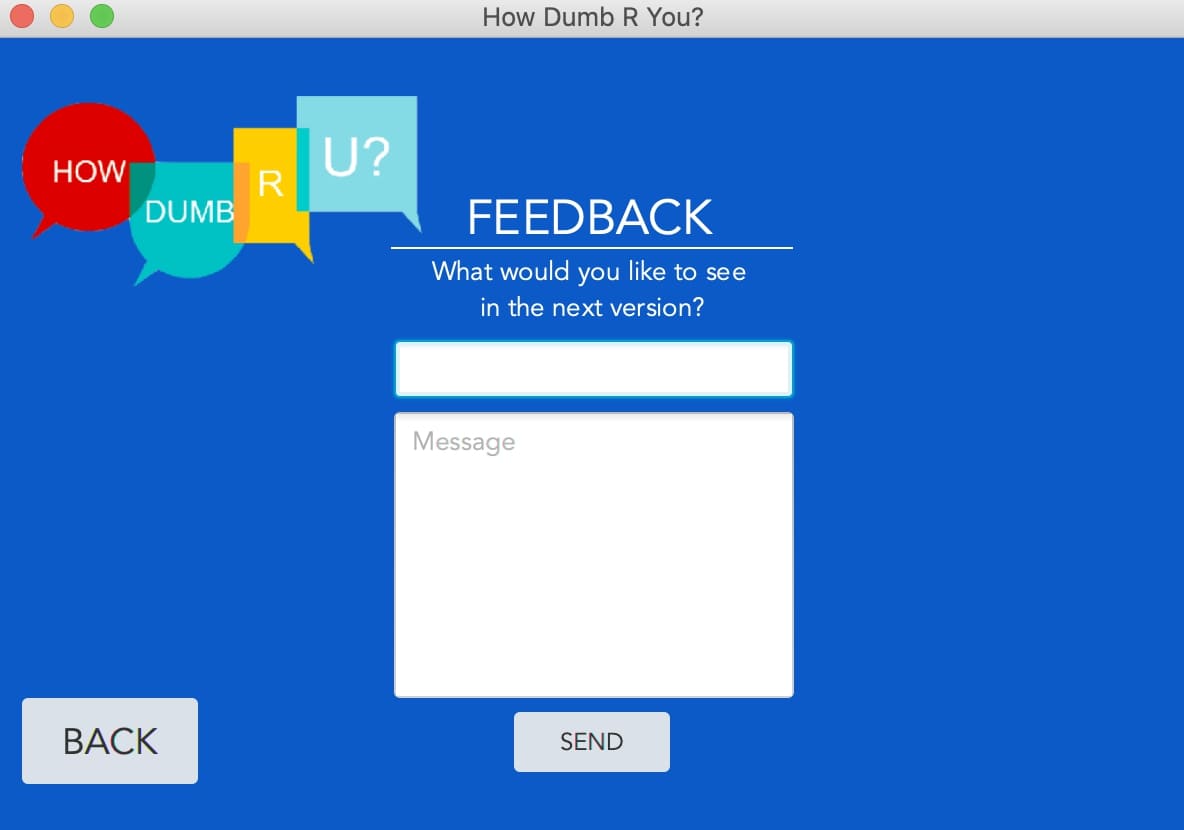 How Dumb R You?
HOW
DUMB
R
U?
FEEDBACK
What would you like to see
in the next version?
Message
BACK
SEND